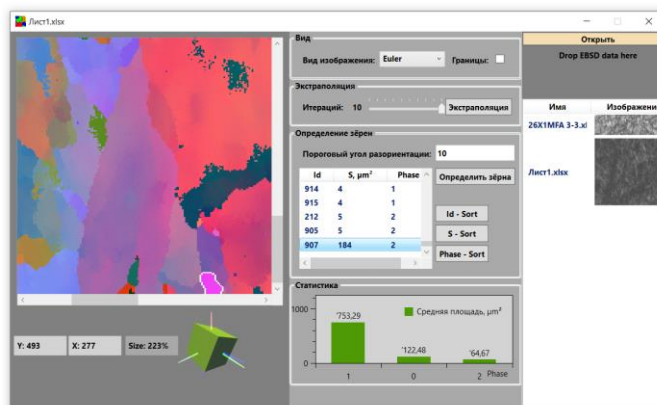 Лист1.xlsx
Открыть
Drop EBSD data here
Имя Изображени
26Х1MFA 3-3.xl
Лист1.xlsx
Вид
Вид изображения: Euler Границы:
Экстраполяция
Итераций: 10 Экстраполяция
Определение зёрен
Пороговый угол разориентации: 10
Id S, μm² Phase
914 4 1
915 4 1
212 5 2
905 5 2
907 184 2
Определить зёрна
Id - Sort
S - Sort
Phase - Sort
Статистика
Средняя площадь, μm²
1000
0
'753,29
'122,48
'64,67
1 0 2 Phase
Y: 493 X: 277 Size: 223%